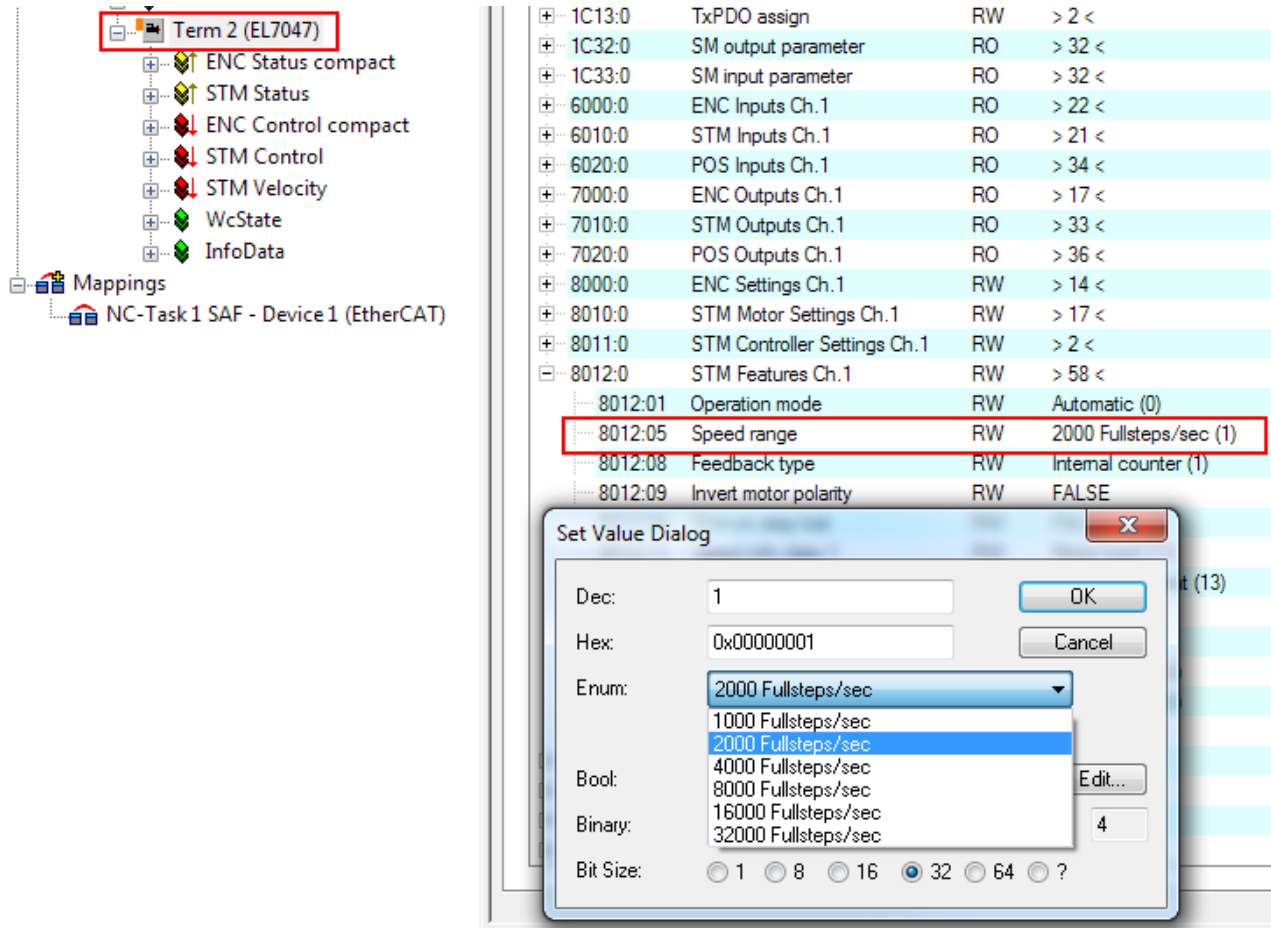 Term 2 (EL7047)
ENC Status compact
STM Status
ENC Control compact
STM Control
STM Velocity
WcState
InfoData
Mappings
NC-Task 1 SAF - Device 1 (EtherCAT)
1C13:0 TxPDO assign RW > 2 <
1C32:0 SM output parameter RO > 32 <
1C33:0 SM input parameter RO > 32 <
6000:0 ENC Inputs Ch.1 RO > 22 <
6010:0 STM Inputs Ch.1 RO > 21 <
6020:0 POS Inputs Ch.1 RO > 34 <
7000:0 ENC Outputs Ch.1 RO > 17 <
7010:0 STM Outputs Ch.1 RO > 33 <
7020:0 POS Outputs Ch.1 RO > 36 <
8000:0 ENC Settings Ch.1 RW > 14 <
8010:0 STM Motor Settings Ch.1 RW > 17 <
8011:0 STM Controller Settings Ch.1 RW > 2 <
8012:0 STM Features Ch.1 RW > 58 <
8012:01 Operation mode RW Automatic (0)
8012:05 Speed range RW 2000 Fullsteps/sec (1)
8012:08 Feedback type RW Internal counter (1)
8012:09 Invert motor polarity RW FALSE
Set Value Dialog
(13)
Dec: 1 OK
Hex: 0x00000001 Cancel
Enum: 2000 Fullsteps/sec
1000 Fullsteps/sec
2000 Fullsteps/sec
4000 Fullsteps/sec
8000 Fullsteps/sec
16000 Fullsteps/sec
32000 Fullsteps/sec
Bool: Edit...
Binary: 4
Bit Size: 1 8 16 32 64 ?